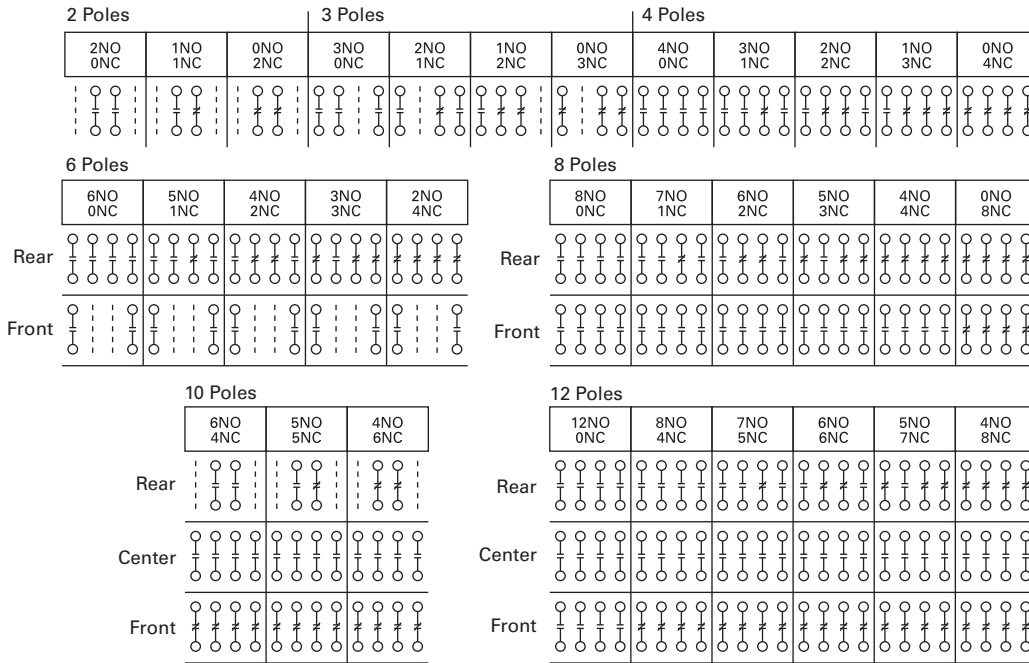 2 Poles 3 Poles 4 Poles
2NO 1NO 0NO 3NO 2NO 1NO 0NO 4NO 3NO 2NO 1NO 0NO
0NC 1NC 2NC 0NC 1NC 2NC 3NC 0NC 1NC 2NC 3NC 4NC
6 Poles
6NO 5NO 4NO 3NO 2NO
0NC 1NC 2NC 3NC 4NC
Rear
Front
8 Poles
8NO 7NO 6NO 5NO 4NO 0NO
0NC 1NC 2NC 3NC 4NC 8NC
Rear
Front
10 Poles
6NO 5NO 4NO
4NC 5NC 6NC
Rear
Center
Front
12 Poles
12NO 8NO 7NO 6NO 5NO 4NO
0NC 4NC 5NC 6NC 7NC 8NC
Rear
Center
Front